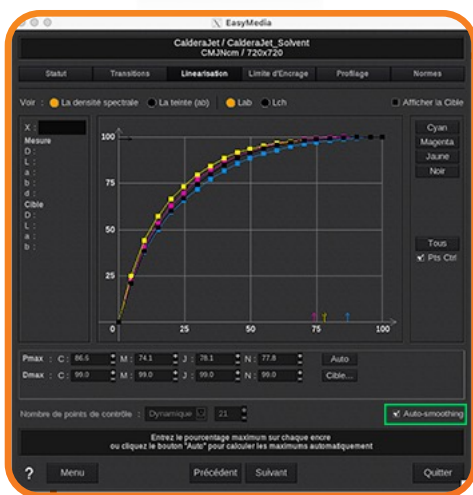 EasyMedia
CalderaJet / CalderaJet_Solvent
CMJNcm / 720x720
Statut Transitions Linearisation Limite d'Encrage Profilage Normes
Voir : La densité spectrale La teinte (ab) Lab Lch Afficher la Cible
X :
Mesure
D :
L :
a :
b :
d :
Cible
D :
L :
a :
b :
100
75
50
25
0 25 50 75 100
Cyan
Magenta
Jaune
Noir
Tous
Pts Ctrl
Pmax : C : 86.6 M : 74.1 J : 78.1 N : 77.8 Auto
Dmax : C : 99.0 M : 99.0 J : 99.0 N : 99.0 Cible...
Nombre de points de contrôle : Dynamique 21 Auto-smoothing
Entrez le pourcentage maximum sur chaque encre
ou cliquez le bouton "Auto" pour calculer les maximums automatiquement
? Menu Précédent Suivant Quitter